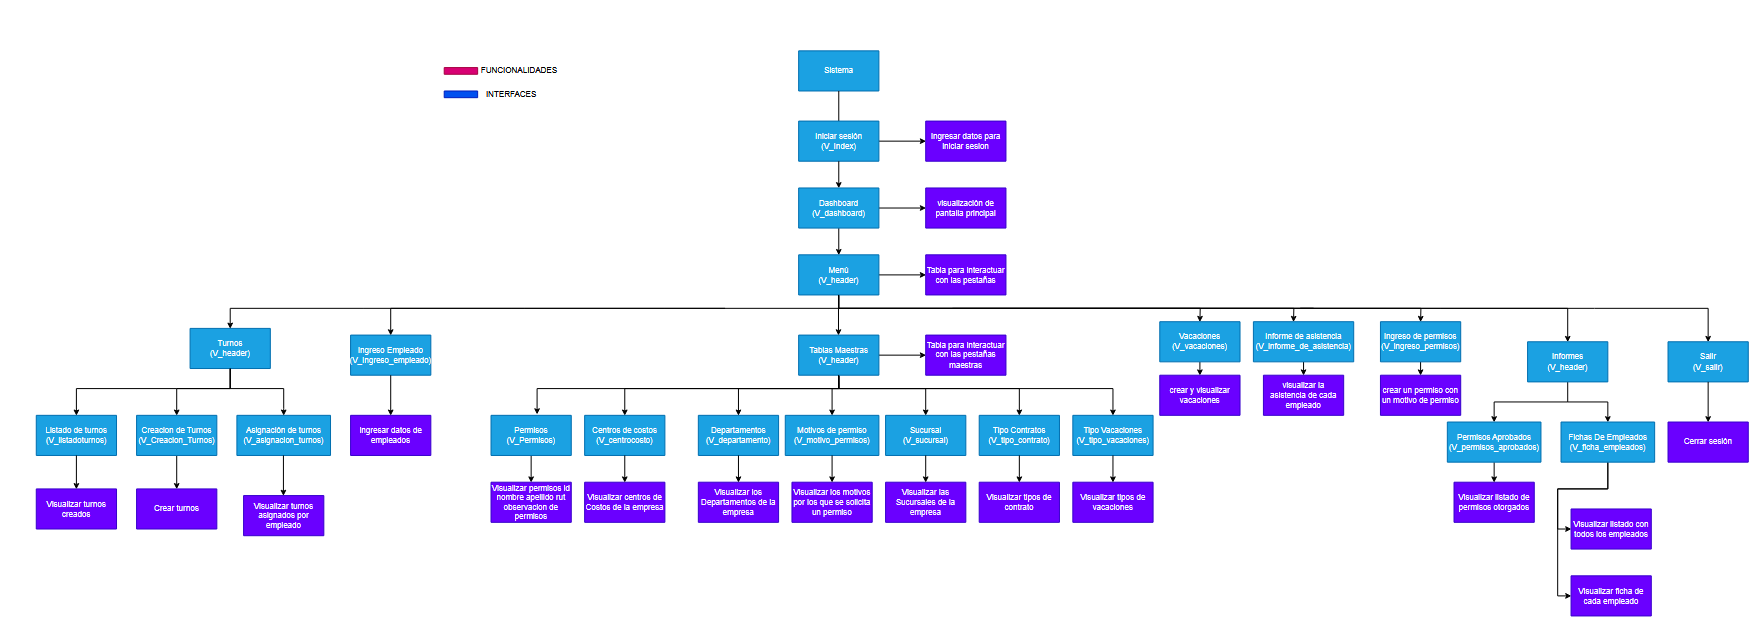 FUNCIONALIDADES
INTERFACES
Sistema
Iniciar sesión
(V_Index)
Ingresar datos para
iniciar sesion
Dashboard
(V_dashboard)
visualización de
pantalla principal
Menú
(V_header)
Tabla para interactuar
con las pestañas
Turnos
(V_header)
Ingreso Empleado
(V_ingreso_empleado)
Tablas Maestras
(V_header)
Tabla para interactuar
con las pestañas
maestras
Vacaciones
(V_vacaciones)
Informe de asistencia
(V_informe_de_asistencia)
Ingreso de permisos
(V_ingreso_permisos)
Informes
(V_header)
Salir
(V_salir)
crear y visualizar
vacaciones
visualizar la
asistencia de cada
empleado
crear un permiso con
un motivo de permiso
Listado de turnos
(V_listadoturnos)
Creacion de Turnos
(V_Creacion_Turnos)
Asignación de turnos
(V_asignacion_turnos)
Ingresar datos de
empleados
Permisos
(V_Permisos)
Centros de costos
(V_centrocosto)
Departamentos
(V_departamento)
Motivos de permiso
(V_motivo_permisos)
Sucursal
(V_sucursal)
Tipo Contratos
(V_tipo_contrato)
Tipo Vacaciones
(V_tipo_vacaciones)
Permisos Aprobados
(V_permisos_aprobados)
Fichas De Empleados
(V_ficha_empleados)
Cerrar sesión
Visualizar turnos
creados
Crear turnos
Visualizar turnos
asignados por
empleado
Visualizar permisos id
nombre apellido rut
observacion de
permisos
Visualizar centros de
Costos de la empresa
Visualizar los
Departamentos de la
empresa
Visualizar los motivos
por los que se solicita
un permiso
Visualizar las
Sucursales de la
empresa
Visualizar tipos de
contrato
Visualizar tipos de
vacaciones
Visualizar listado de
permisos otorgados
Visualizar listado con
todos los empleados
Visualizar ficha de
cada empleado